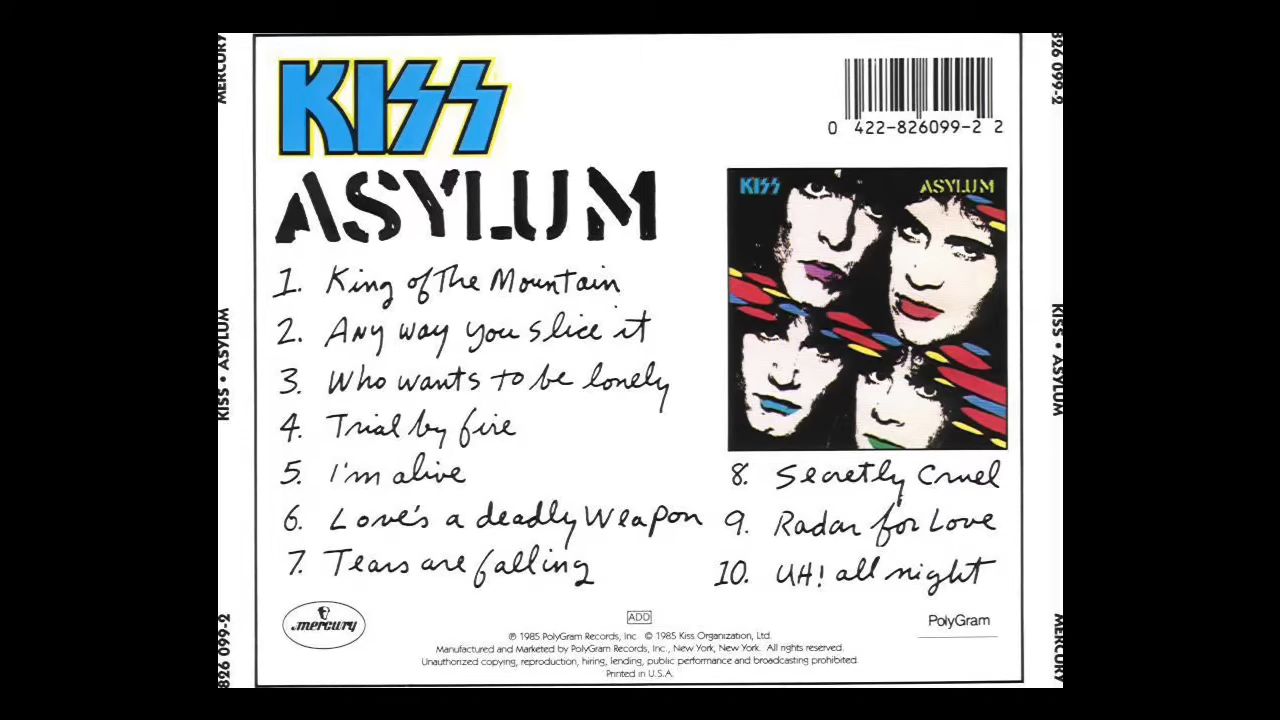 KISS
ASYLUM
0 422-826099-2 2
KISS ASYLUM
1. King of The Mountain
2. Any way you slice it
3. Who wants to be lonely
4. Trial by fire
5. I'm alive
6. Love's a deadly Weapon
7. Tears are falling
8. Secretly Cruel
9. Radar for Love
10. UH! all night
mercury
ADD
PolyGram
℗ 1985 PolyGram Records, Inc. © 1985 Kiss Organization, Ltd.
Manufactured and Marketed by PolyGram Records, Inc., New York, New York. All rights reserved.
Unauthorized copying, reproduction, hiring, lending, public performance and broadcasting prohibited.
Printed in U.S.A.
MERCURY
KISS • ASYLUM
826 099-2
826 099-2
KISS • ASYLUM
MERCURY